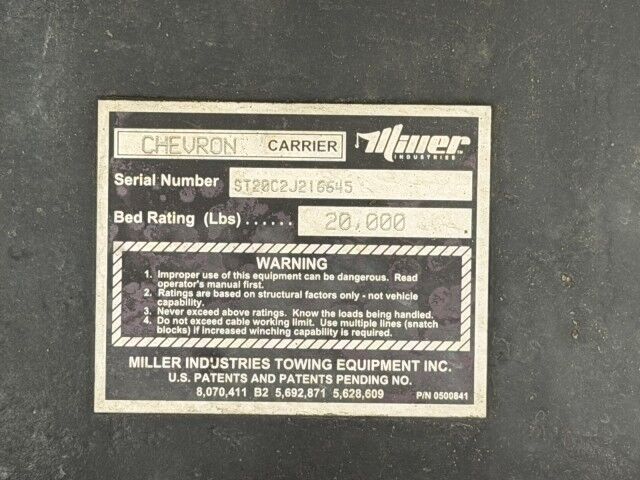 CHEVRON CARRIER Miller INDUSTRIES
Serial Number ST20C2J216645
Bed Rating (Lbs)...... 20,000
WARNING
1. Improper use of this equipment can be dangerous. Read
operator's manual first.
2. Ratings are based on structural factors only - not vehicle
capability.
3. Never exceed above ratings. Know the loads being handled.
4. Do not exceed cable working limit. Use multiple lines (snatch
blocks) if increased winching capability is required.
MILLER INDUSTRIES TOWING EQUIPMENT INC.
U.S. PATENTS AND PATENTS PENDING NO.
8,070,411 B2 5,692,871 5,628,609
P/N 0500841